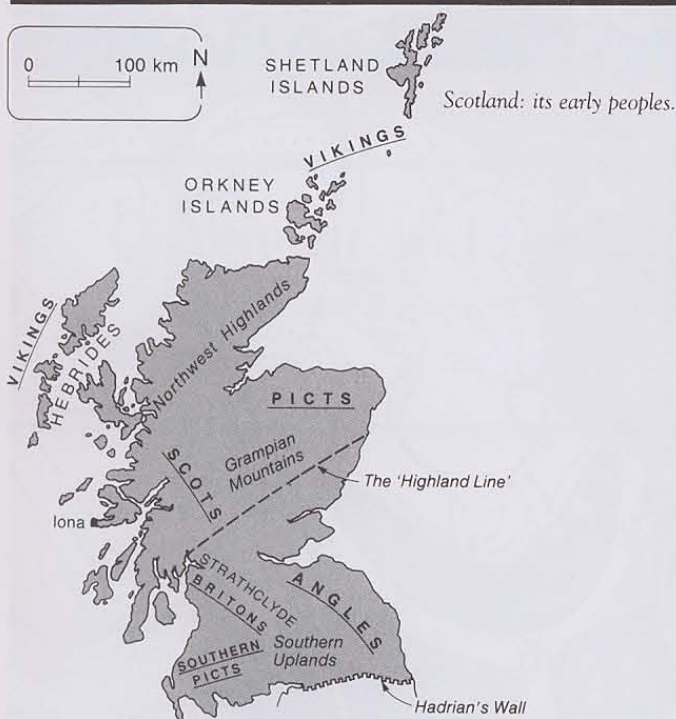 0 100 km N
SHETLAND
ISLANDS
Scotland: its early peoples.
VIKINGS
ORKNEY
ISLANDS
VIKINGS
HEBRIDES
Northwest Highlands
PICTS
SCOTS
Grampian
Mountains
The 'Highland Line'
Iona
STRATHCLYDE
BRITONS
ANGLES
SOUTHERN
PICTS
Southern
Uplands
Hadrian's Wall